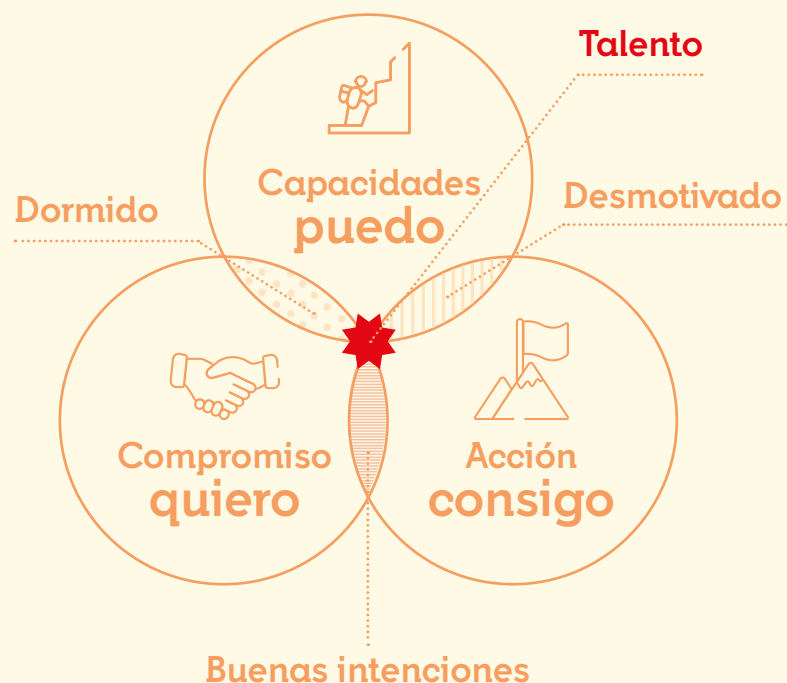 Talento
Capacidades
puedo
Dormido
Desmotivado
Compromiso
quiero
Acción
consigo
Buenas intenciones